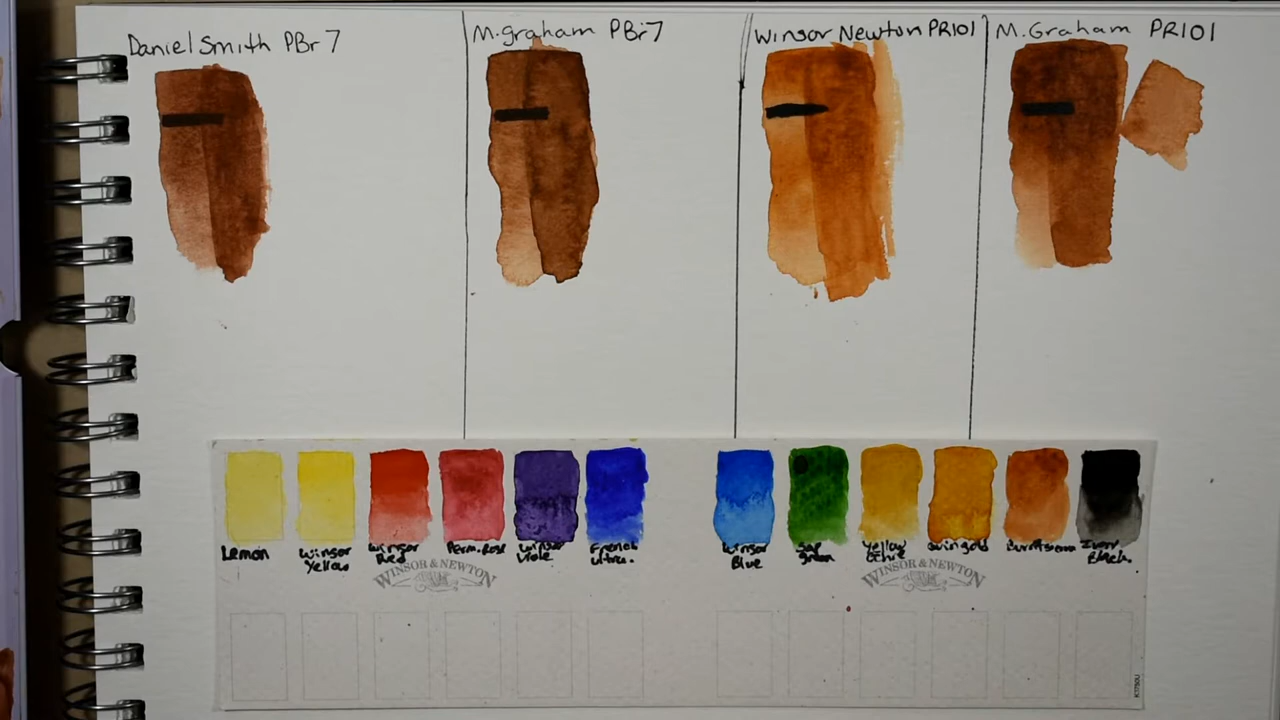 Daniel Smith PBr 7
M. graham PBr7
Winsor Newton PR101
M. Graham PR101
Lemon
Winsor
Yellow
Winsor
Red
Perm. Rose
Winsor
Violet
French
Ultra.
Winsor
Blue
Sap
green
Yellow
Ochre
Quin gold
Burnt sienna
Ivory
Black.
WINSOR & NEWTON
WINSOR & NEWTON